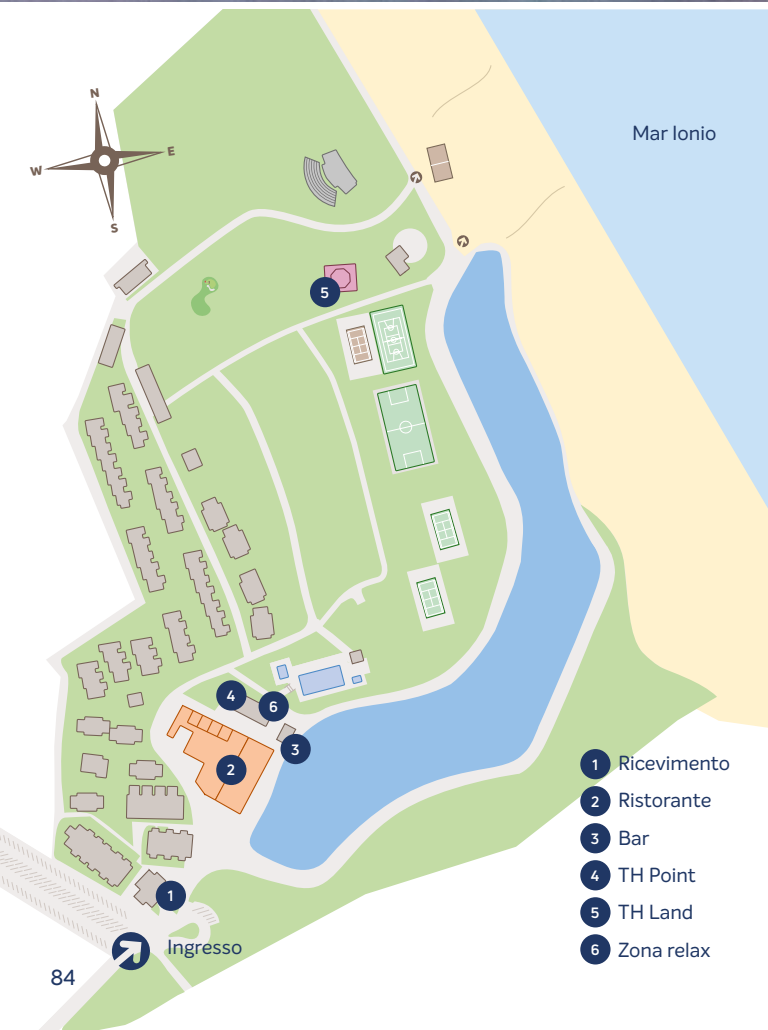 N
W
E
S
Mar Ionio
5
4
6
3
2
1
1 Ricevimento
2 Ristorante
3 Bar
4 TH Point
5 TH Land
6 Zona relax
Ingresso
84